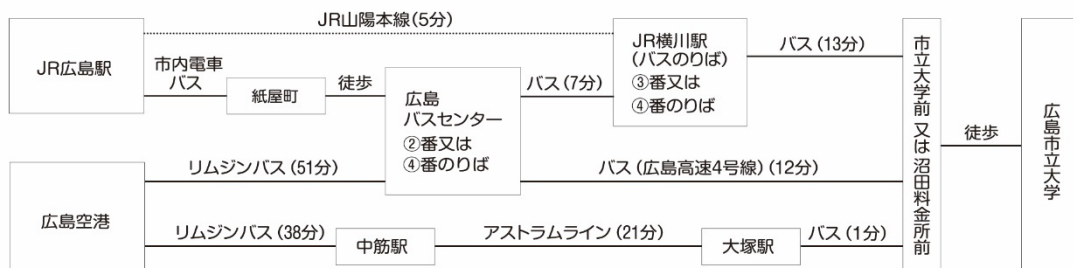 JR山陽本線(5分)
JR広島駅
市内電車
バス
紙屋町
徒歩
広島
バスセンター
②番又は
④番のりば
バス(7分)
JR横川駅
(バスのりば)
③番又は
④番のりば
バス(13分)
広島空港
リムジンバス(51分)
バス(広島高速4号線)(12分)
リムジンバス(38分)
中筋駅
アストラムライン(21分)
大塚駅
バス(1分)
市立大学前 又は 沼田料金所前
徒歩
広島市立大学